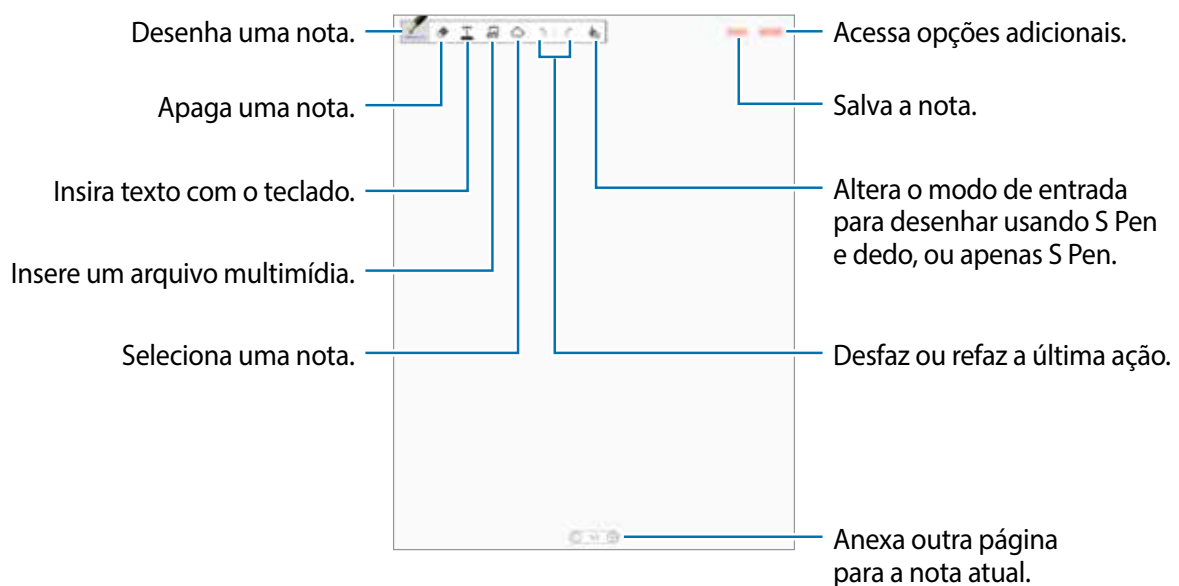 Desenha uma nota.
Apaga uma nota.
Insira texto com o teclado.
Insere um arquivo multimídia.
Seleciona uma nota.
Acessa opções adicionais.
Salva a nota.
Altera o modo de entrada
para desenhar usando S Pen
e dedo, ou apenas S Pen.
Desfaz ou refaz a última ação.
Anexa outra página
para a nota atual.